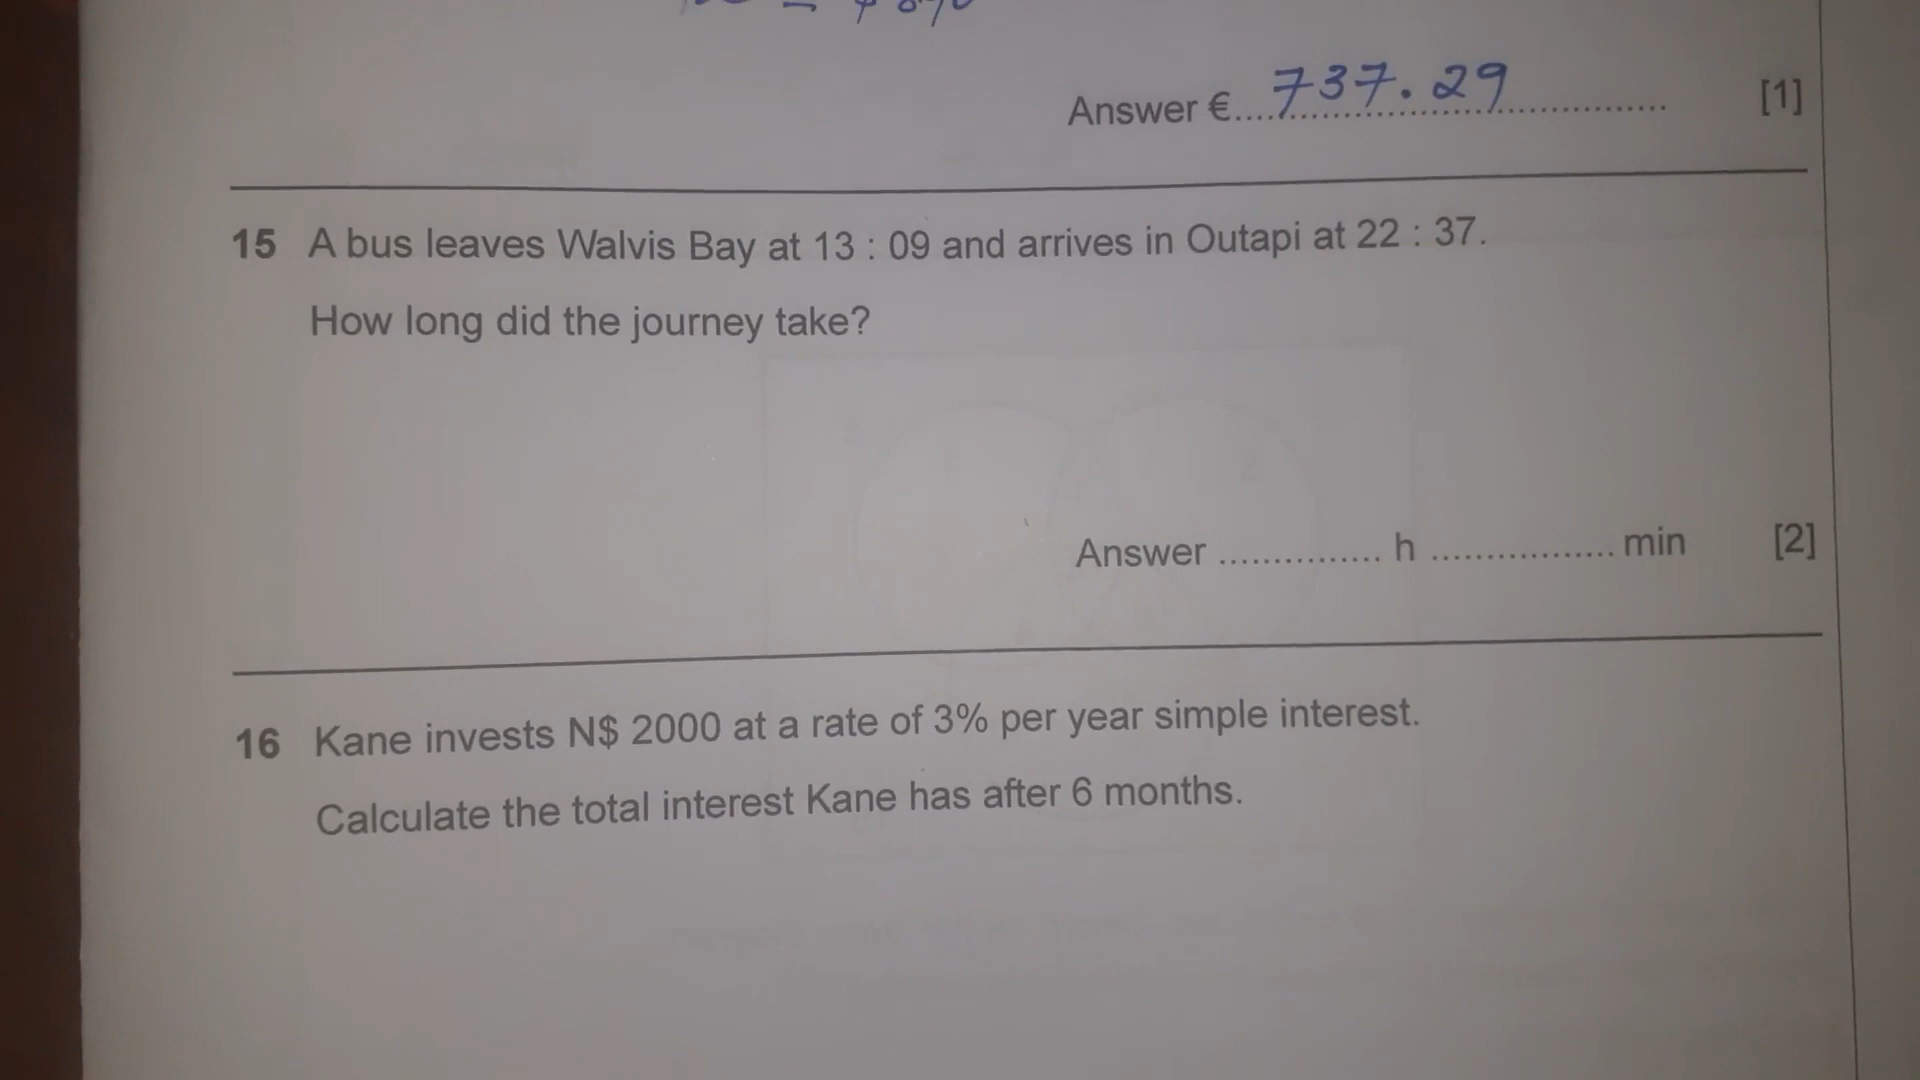 Answer €....737.29.................. [1]
15 A bus leaves Walvis Bay at 13 : 09 and arrives in Outapi at 22 : 37.
How long did the journey take?
Answer .............. h ................ min [2]
16 Kane invests N$ 2000 at a rate of 3% per year simple interest.
Calculate the total interest Kane has after 6 months.